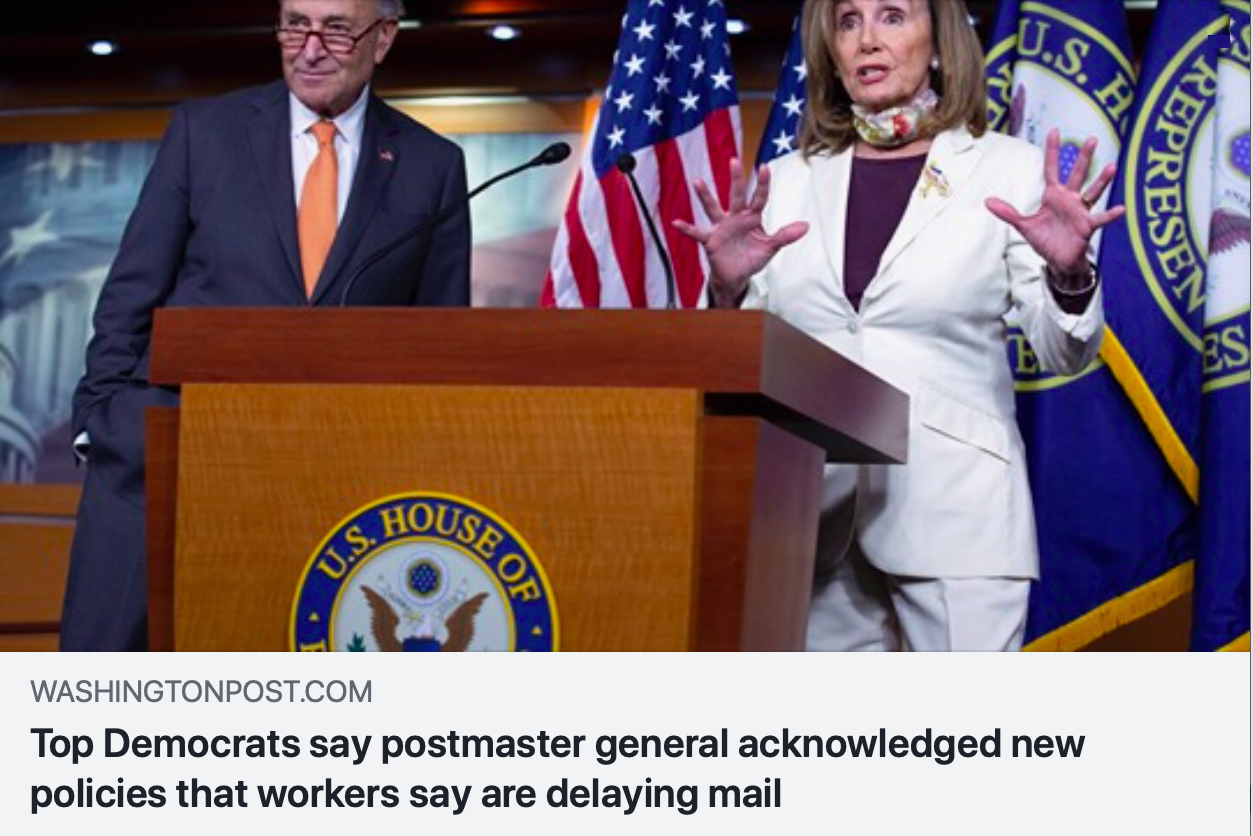 U.S. H
REPRESEN
U.S. HOUSE OF
WASHINGTONPOST.COM
Top Democrats say postmaster general acknowledged new
policies that workers say are delaying mail